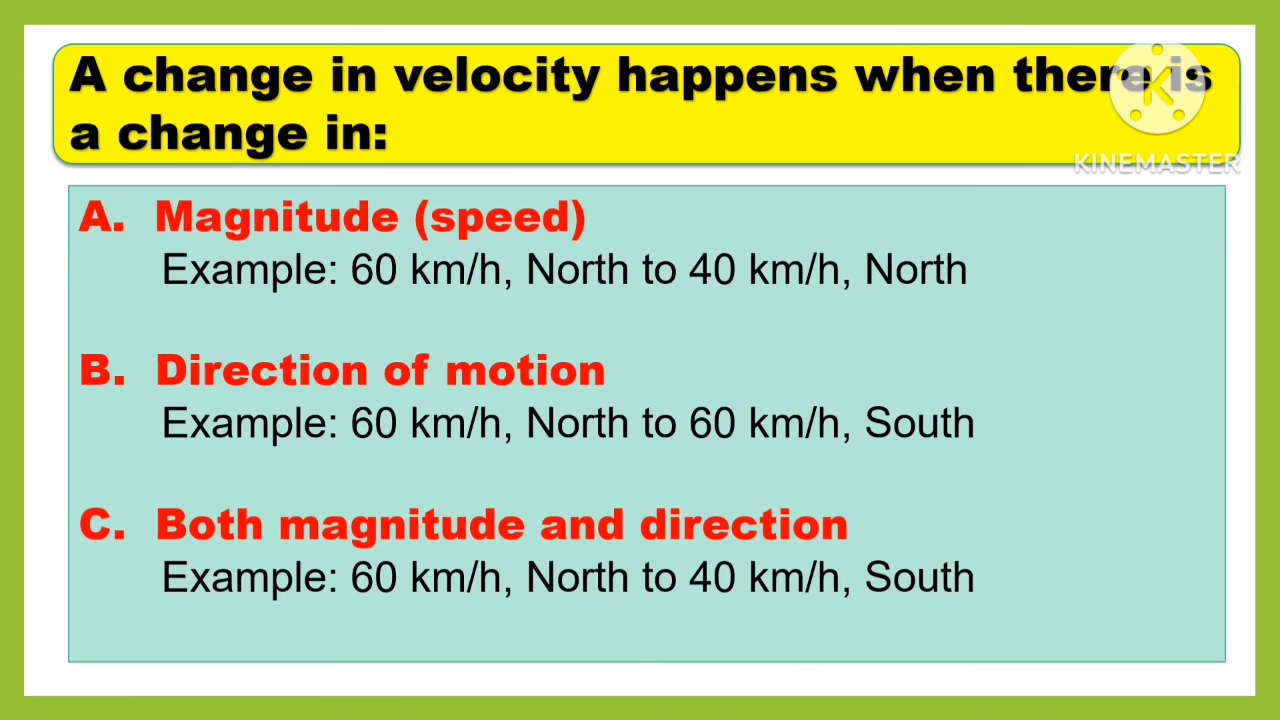 A change in velocity happens when there is
a change in:
K
KINEMASTER
A. Magnitude (speed)
Example: 60 km/h, North to 40 km/h, North
B. Direction of motion
Example: 60 km/h, North to 60 km/h, South
C. Both magnitude and direction
Example: 60 km/h, North to 40 km/h, South